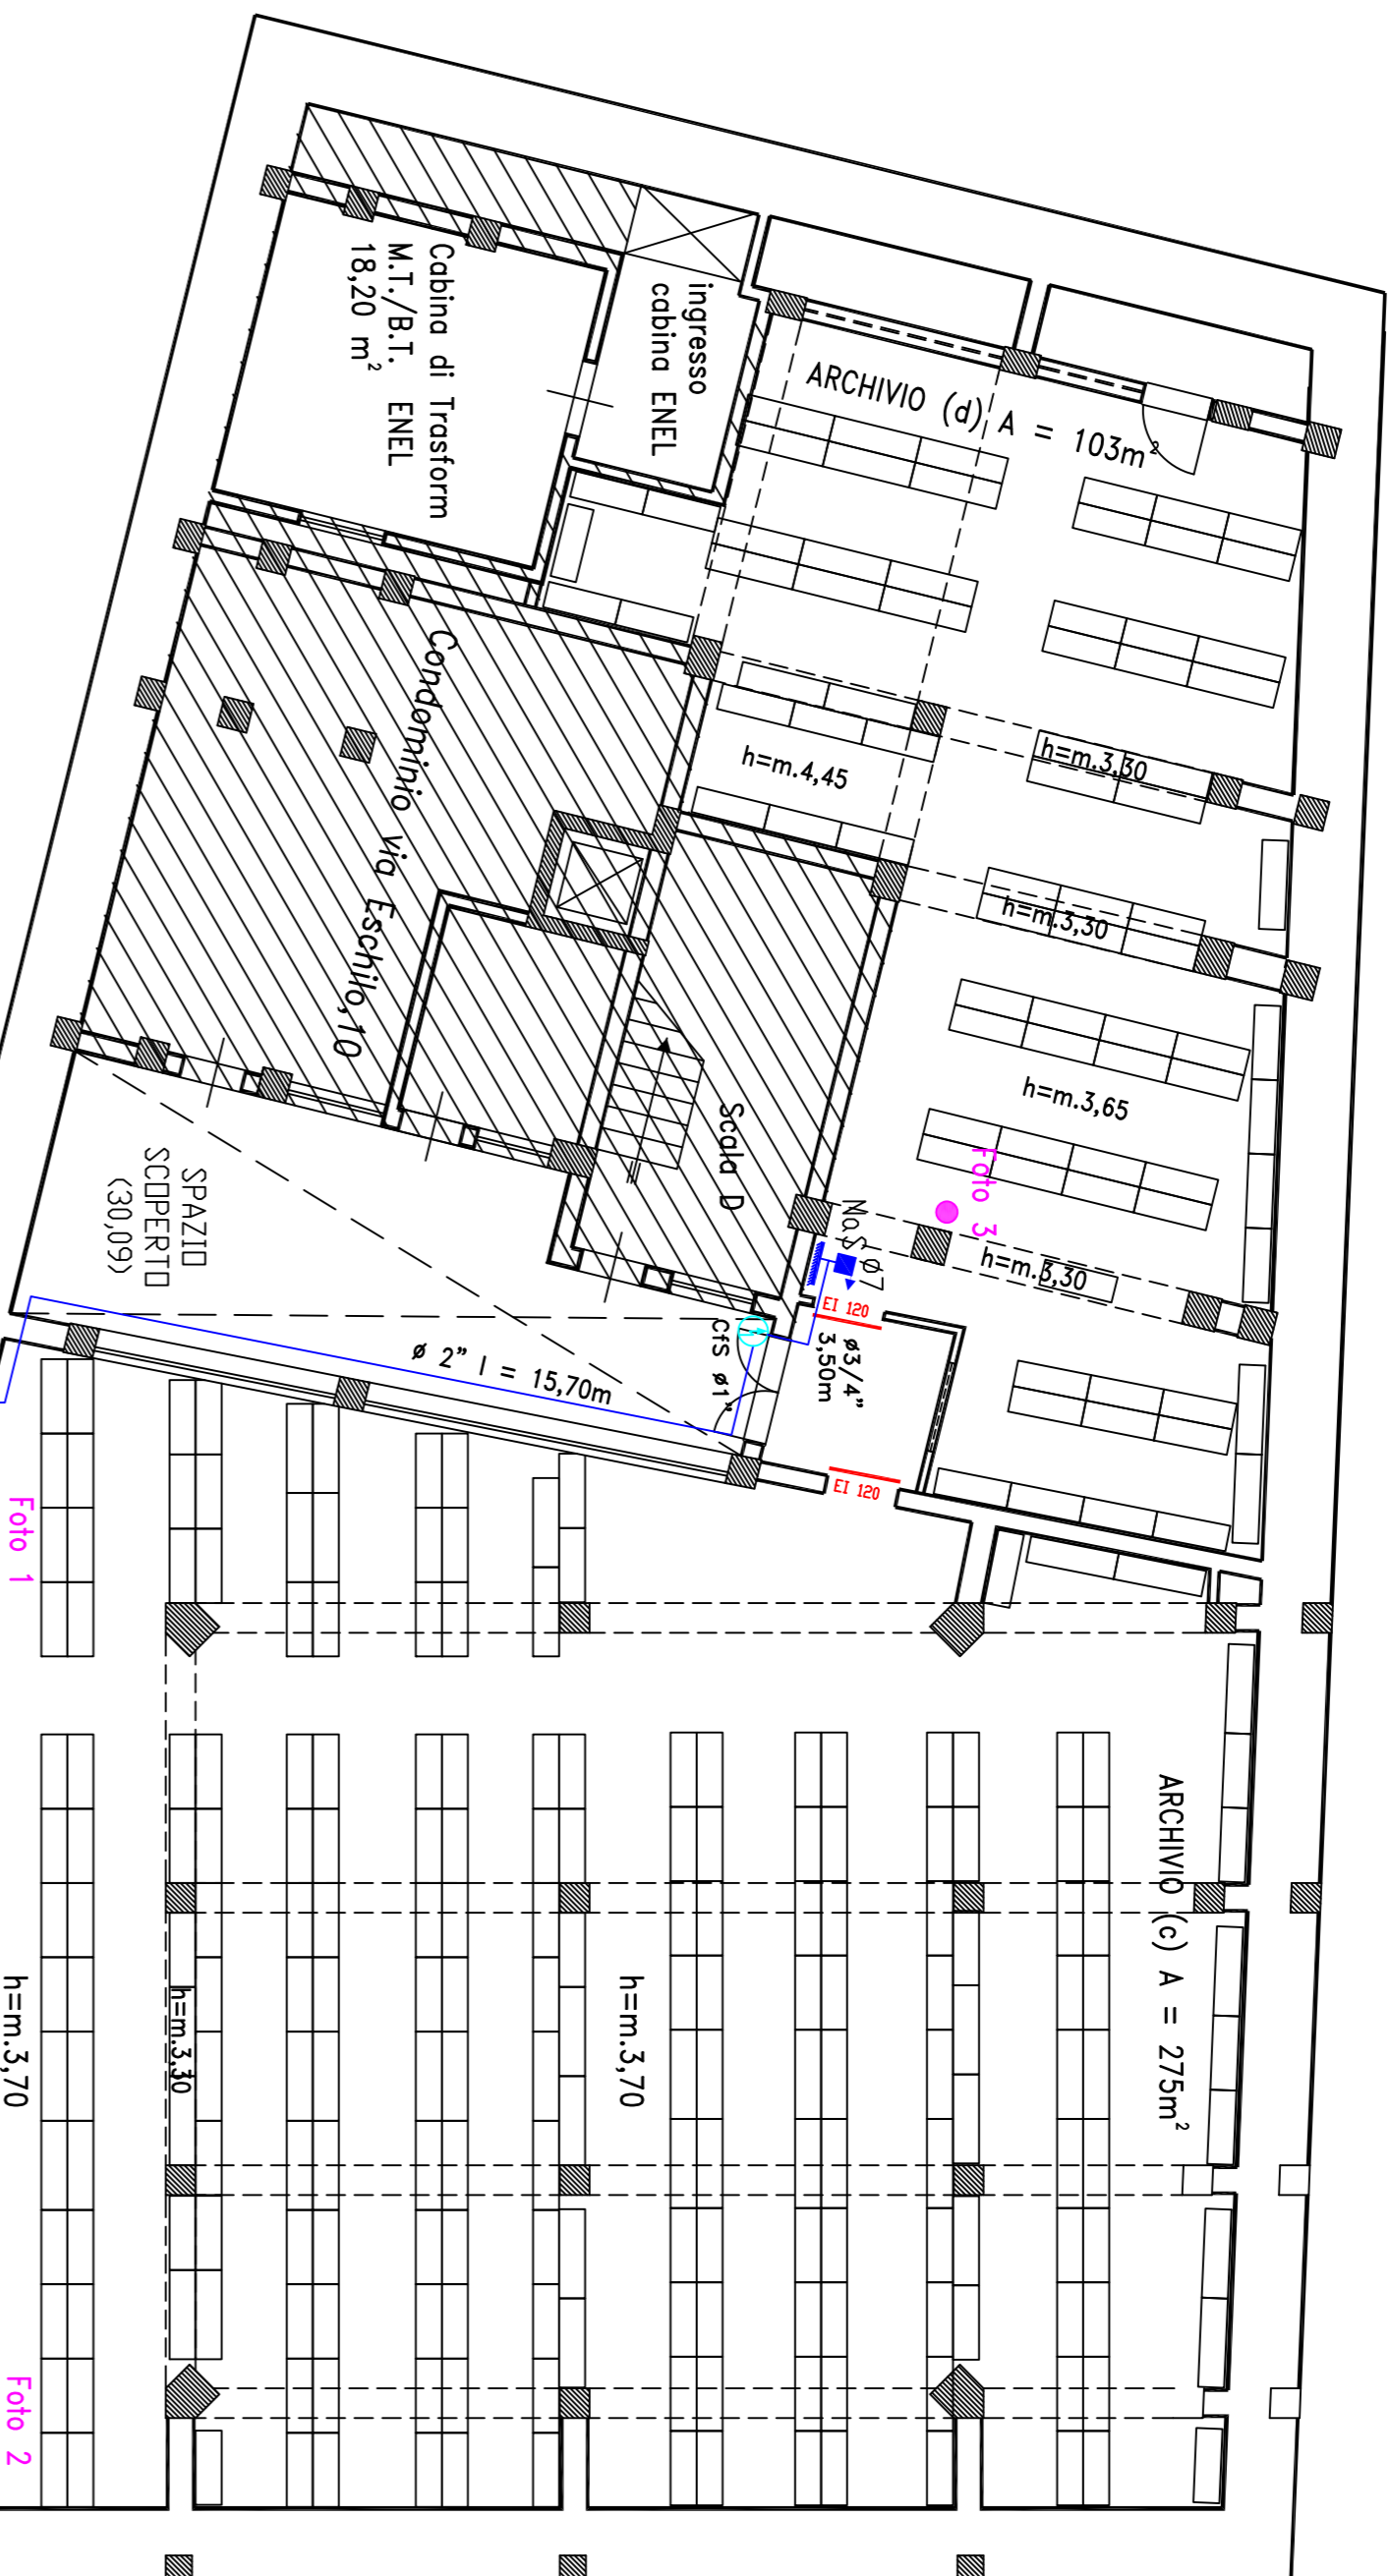 ingresso
cabina ENEL
Cabina di Trasform
M.T./B.T. ENEL
18,20 m²
ARCHIVIO (d) A = 103m²
h=m.3,30
h=m.4,45
h=m.3,30
h=m.3,65
Foto 3
h=m.3,30
Condominio via Eschilo,10
Scala D
NaS ø7
EI 120
ø3/4"
3,50m
CfS ø1"
EI 120
SPAZIO
SCOPERTO
(30,09)
ø 2" l = 15,70m
Foto 1
ARCHIVIO (c) A = 275m²
h=m.3,70
h=m.3,30
h=m.3,70
Foto 2